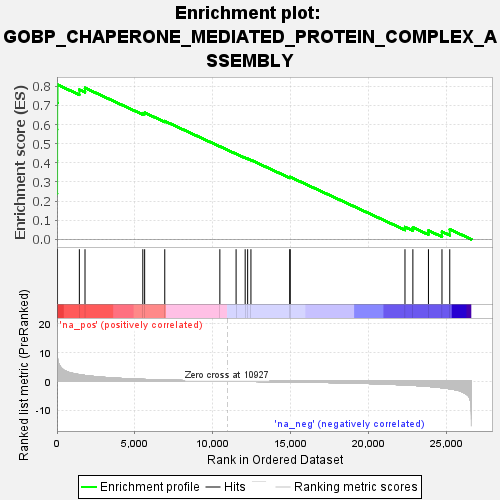 Enrichment plot:
GOBP_CHAPERONE_MEDIATED_PROTEIN_COMPLEX_A
SSEMBLY
Enrichment score (ES)
0.8
0.7
0.6
0.5
0.4
0.3
0.2
0.1
0.0
'na_pos' (positively correlated)
Ranked list metric (PreRanked)
20
10
0
-10
Zero cross at 10927
'na_neg' (negatively correlated)
0
5,000
10,000
15,000
20,000
25,000
Rank in Ordered Dataset
Enrichment profile
Hits
Ranking metric scores